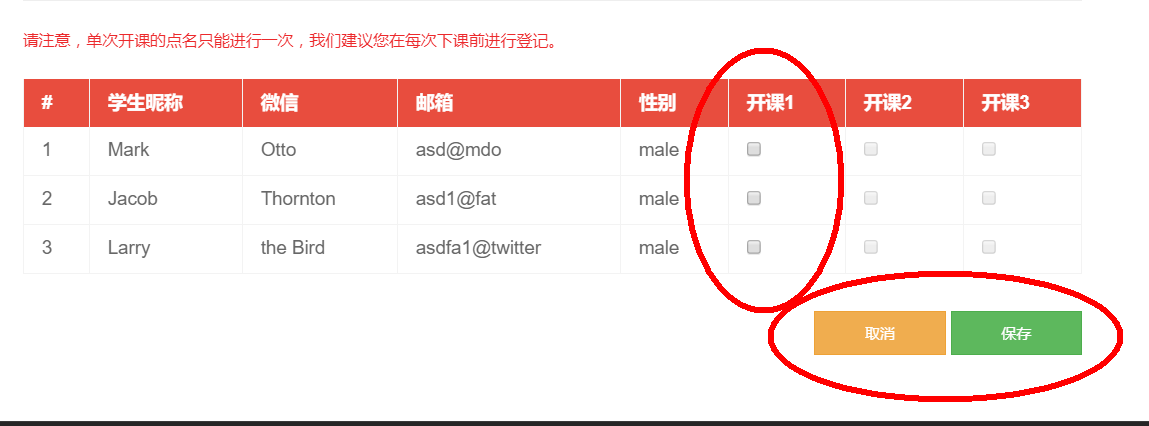 请注意，单次开课的点名只能进行一次，我们建议您在每次下课前进行登记。
# 学生昵称 微信 邮箱 性别 开课1 开课2 开课3
1 Mark Otto asd@mdo male
2 Jacob Thornton asd1@fat male
3 Larry the Bird asdfa1@twitter male
取消 保存